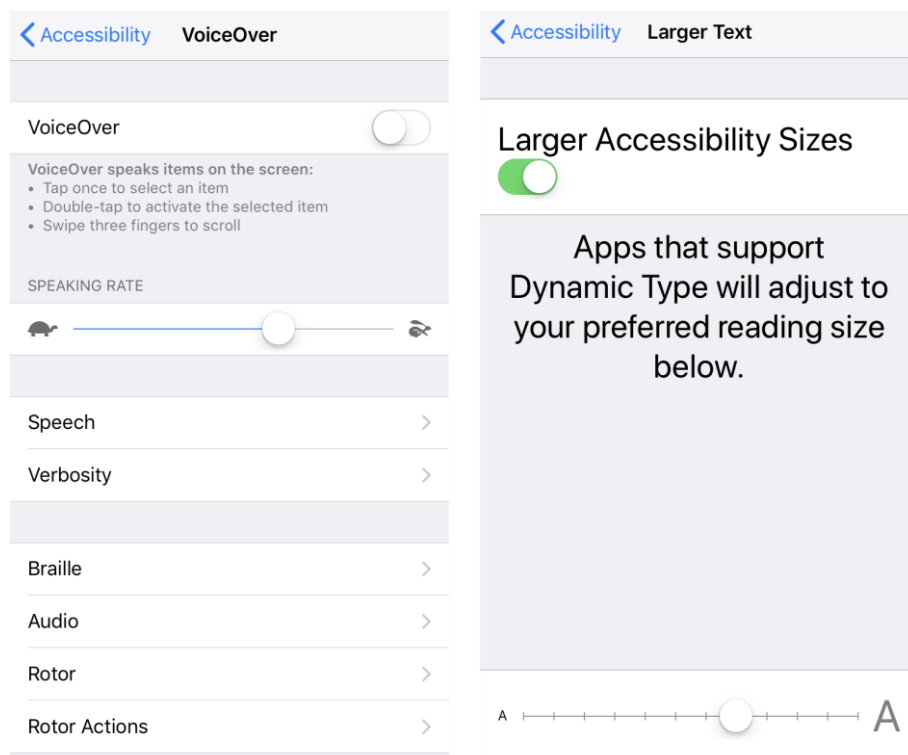 Accessibility
VoiceOver
VoiceOver
VoiceOver speaks items on the screen:
• Tap once to select an item
• Double-tap to activate the selected item
• Swipe three fingers to scroll
SPEAKING RATE
Speech
Verbosity
Braille
Audio
Rotor
Rotor Actions
Accessibility
Larger Text
Larger Accessibility Sizes
Apps that support
Dynamic Type will adjust to
your preferred reading size
below.
A
A